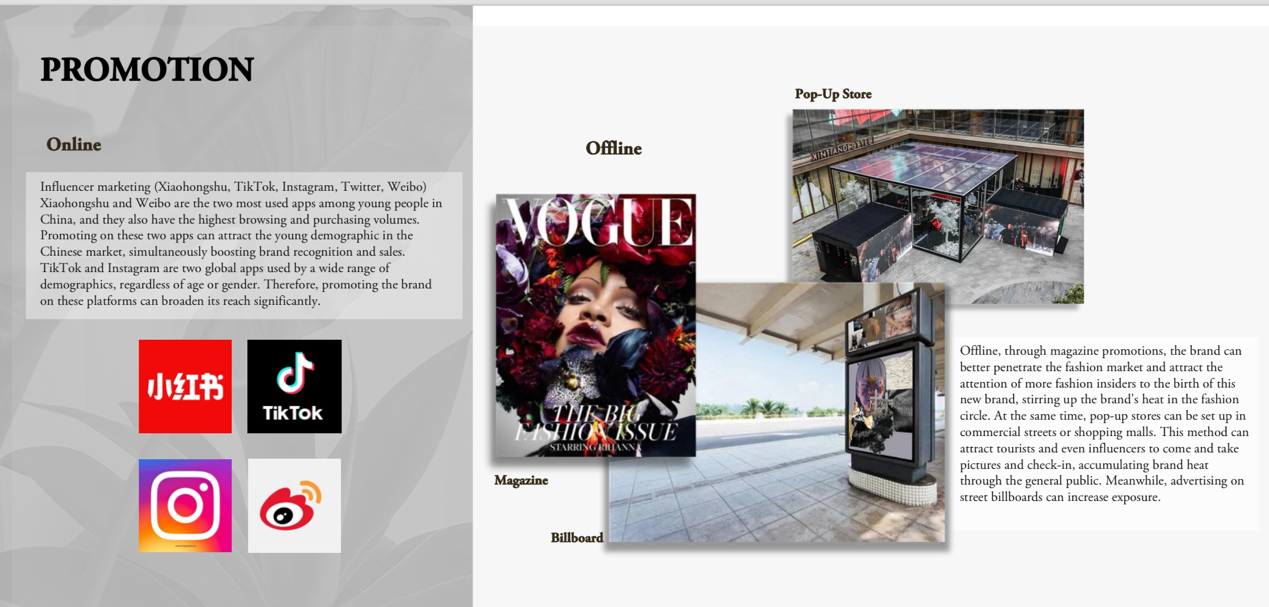 PROMOTION
Online
Influencer marketing (Xiaohongshu, TikTok, Instagram, Twitter, Weibo)
Xiaohongshu and Weibo are the two most used apps among young people in
China, and they also have the highest browsing and purchasing volumes.
Promoting on these two apps can attract the young demographic in the
Chinese market, simultaneously boosting brand recognition and sales.
TikTok and Instagram are two global apps used by a wide range of
demographics, regardless of age or gender. Therefore, promoting the brand
on these platforms can broaden its reach significantly.
小红书
TikTok
Offline
VOGUE
THE BIG
FASHION ISSUE
STARRING RIHANNA
Magazine
Billboard
Pop-Up Store
Offline, through magazine promotions, the brand can
better penetrate the fashion market and attract the
attention of more fashion insiders to the birth of this
new brand, stirring up the brand's heat in the fashion
circle. At the same time, pop-up stores can be set up in
commercial streets or shopping malls. This method can
attract tourists and even influencers to come and take
pictures and check-in, accumulating brand heat
through the general public. Meanwhile, advertising on
street billboards can increase exposure.